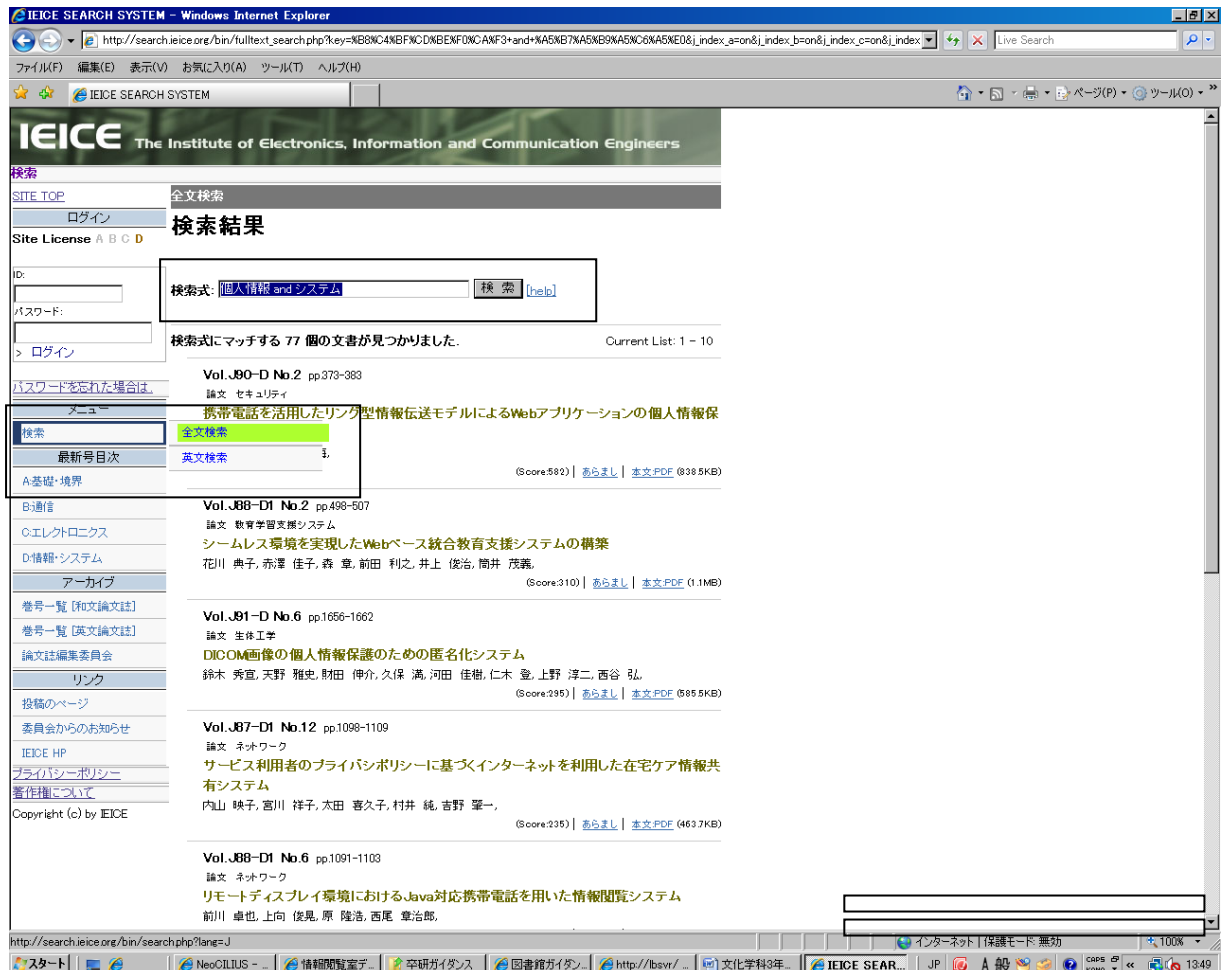 IEICE SEARCH SYSTEM - Windows Internet Explorer
http://search.ieice.org/bin/fulltext_search.php?key=%B8%C4%BF%CD%BE%F0%CA%F3+and+%A5%B7%A5%B9%A5%C6%A5%E0&j_index_a=on&j_index_b=on&j_index_c=on&j_index
Live Search
ファイル(F) 編集(E) 表示(V) お気に入り(A) ツール(T) ヘルプ(H)
IEICE SEARCH SYSTEM
ページ(P) ツール(O) »
IEICE The Institute of Electronics, Information and Communication Engineers
検索
SITE TOP
ログイン
Site License A B C D
ID:
パスワード:
> ログイン
パスワードを忘れた場合は.
メニュー
検索
全文検索
英文検索
最新号目次
A:基礎・境界
B:通信
C:エレクトロニクス
D:情報・システム
アーカイブ
巻号一覧 [和文論文誌]
巻号一覧 [英文論文誌]
論文誌編集委員会
リンク
投稿のページ
委員会からのお知らせ
IEICE HP
プライバシーポリシー
著作権について
Copyright (c) by IEICE
全文検索
検索結果
検索式: 個人情報 and システム 検 索 [help]
検索式にマッチする 77 個の文書が見つかりました. Current List: 1 - 10
Vol.J90-D No.2 pp.373-383
論文 セキュリティ
携帯電話を活用したリング型情報伝送モデルによるWebアプリケーションの個人情報保
(Score:582) | あらまし | 本文:PDF (838.5KB)
Vol.J88-D1 No.2 pp.498-507
論文 教育学習支援システム
シームレス環境を実現したWebベース統合教育支援システムの構築
花川 典子, 赤澤 佳子, 森 章, 前田 利之, 井上 俊治, 筒井 茂義,
(Score:310) | あらまし | 本文:PDF (1.1MB)
Vol.J91-D No.6 pp.1656-1662
論文 生体工学
DICOM画像の個人情報保護のための匿名化システム
鈴木 秀宣, 天野 雅史, 財田 伸介, 久保 満, 河田 佳樹, 仁木 登, 上野 淳二, 西谷 弘,
(Score:295) | あらまし | 本文:PDF (585.5KB)
Vol.J87-D1 No.12 pp.1098-1109
論文 ネットワーク
サービス利用者のプライバシポリシーに基づくインターネットを利用した在宅ケア情報共
有システム
内山 映子, 宮川 祥子, 太田 喜久子, 村井 純, 吉野 肇一,
(Score:235) | あらまし | 本文:PDF (463.7KB)
Vol.J88-D1 No.6 pp.1091-1103
論文 ネットワーク
リモートディスプレイ環境におけるJava対応携帯電話を用いた情報閲覧システム
前川 卓也, 上向 俊晃, 原 隆浩, 西尾 章治郎,
http://search.ieice.org/bin/search.php?lang=J
インターネット | 保護モード: 無効 100%
スタート NeoCILIUS - ... 情報閲覧室デ... 卒研ガイダンス 図書館ガイダン... http://lbsvr/ ... 文化学科3年... IEICE SEAR... JP A 般 CAPS « 13:49